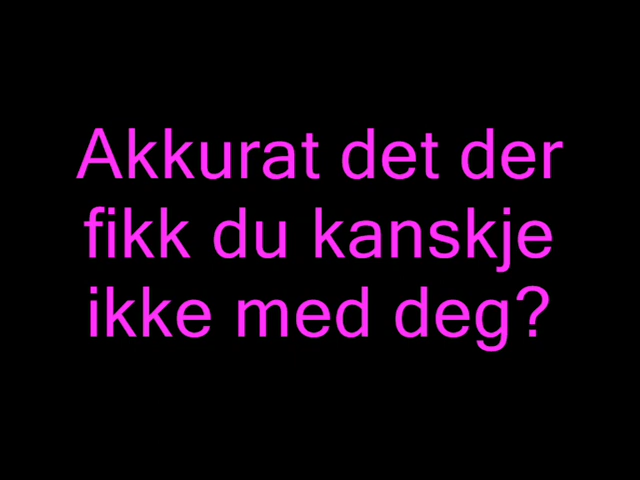 Akkurat det der
fikk du kanskje
ikke med deg?